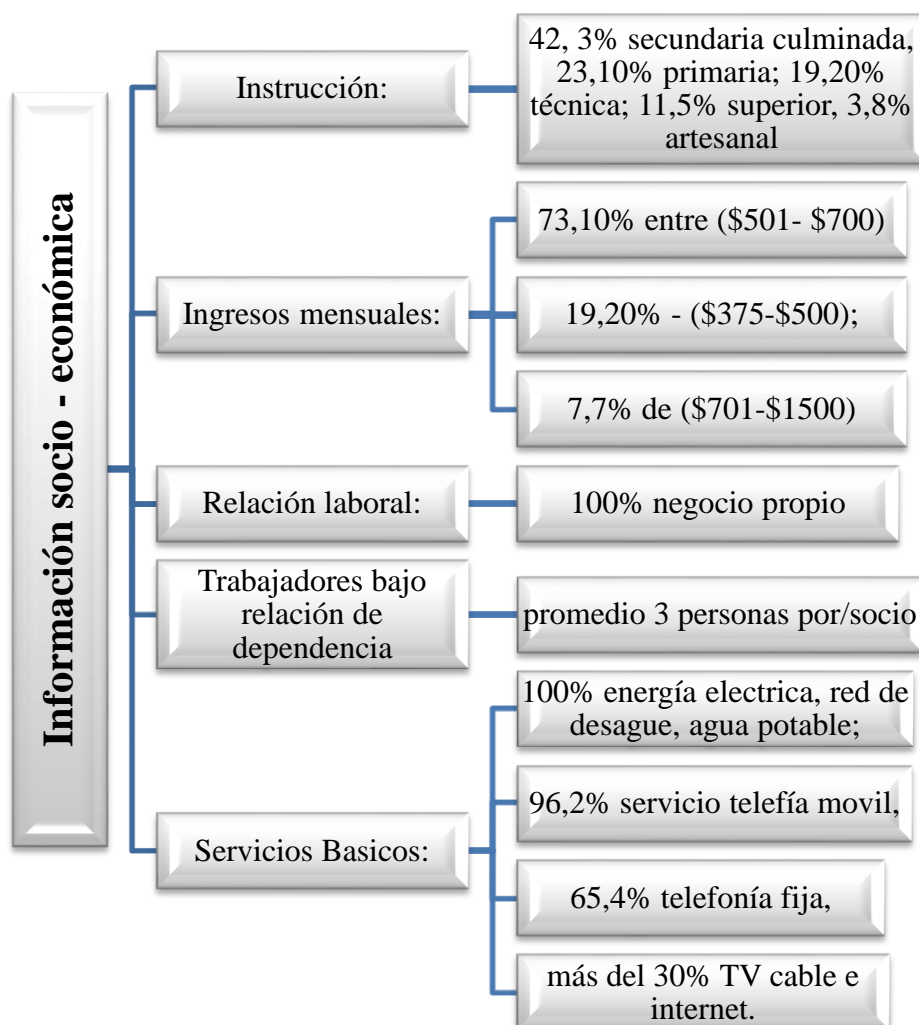 Información socio - económica
Instrucción:
42, 3% secundaria culminada,
23,10% primaria; 19,20%
técnica; 11,5% superior, 3,8%
artesanal
Ingresos mensuales:
73,10% entre ($501- $700)
19,20% - ($375-$500);
7,7% de ($701-$1500)
Relación laboral:
100% negocio propio
Trabajadores bajo
relación de
dependencia
promedio 3 personas por/socio
Servicios Basicos:
100% energía electrica, red de
desague, agua potable;
96,2% servicio telefía movil,
65,4% telefonía fija,
más del 30% TV cable e
internet.